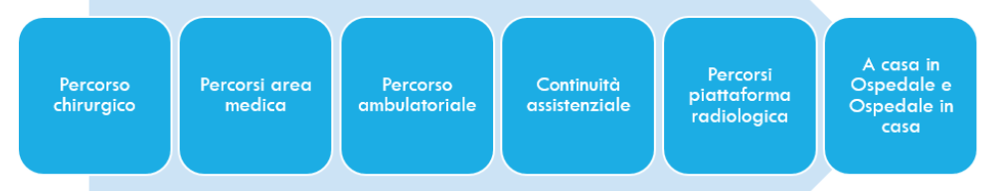 Percorso
chirurgico
Percorsi area
medica
Percorso
ambulatoriale
Continuità
assistenziale
Percorsi
piattaforma
radiologica
A casa in
Ospedale e
Ospedale in
casa